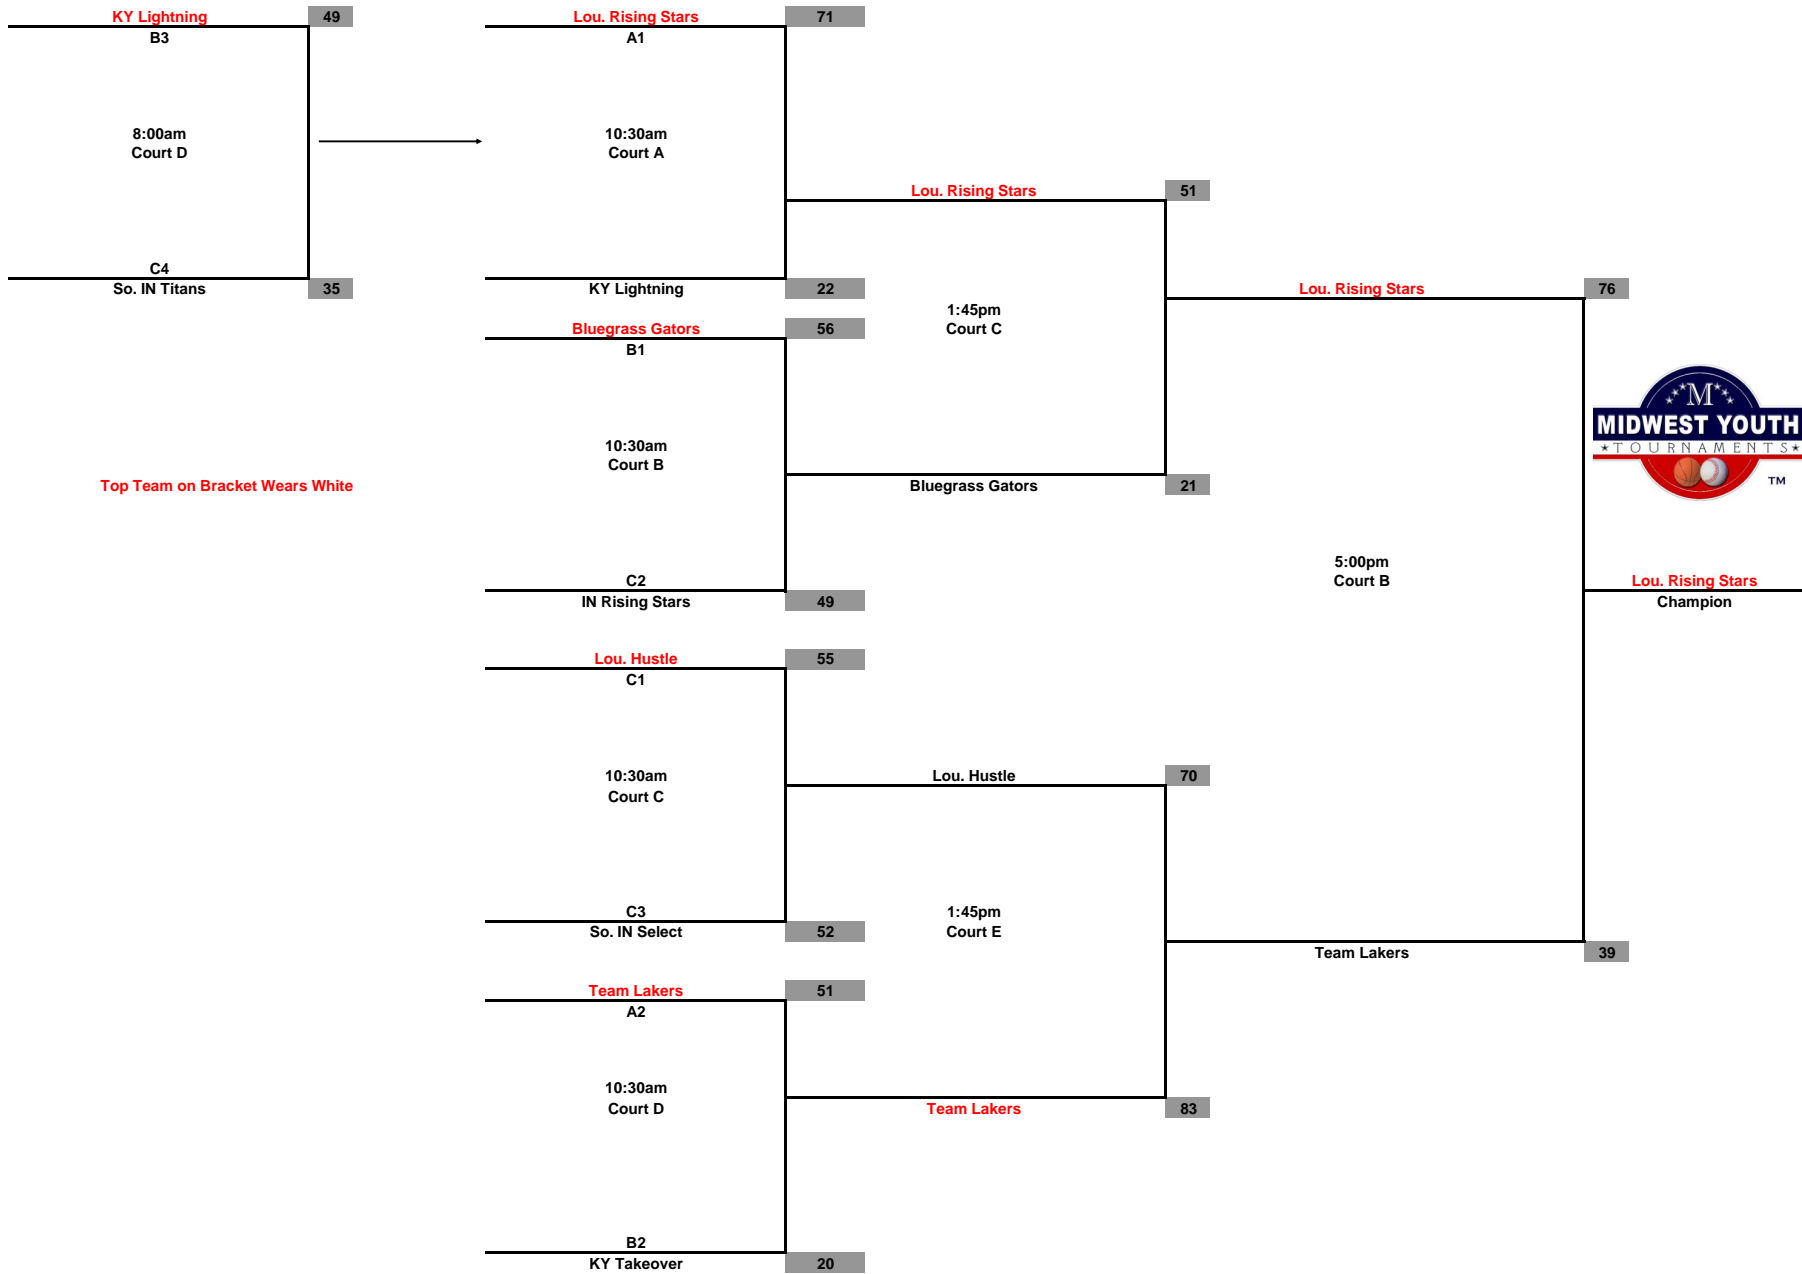 KY Lightning 49
B3
8:00am
Court D
C4
So. IN Titans 35
Top Team on Bracket Wears White
Lou. Rising Stars 71
A1
10:30am
Court A
KY Lightning 22
Bluegrass Gators 56
B1
10:30am
Court B
C2
IN Rising Stars 49
Lou. Hustle 55
C1
10:30am
Court C
C3
So. IN Select 52
Team Lakers 51
A2
10:30am
Court D
B2
KY Takeover 20
Lou. Rising Stars 51
1:45pm
Court C
Bluegrass Gators 21
Lou. Hustle 70
1:45pm
Court E
Team Lakers 83
Lou. Rising Stars 76
5:00pm
Court B
Team Lakers 39
M
MIDWEST YOUTH
TOURNAMENTS
TM
Lou. Rising Stars
Champion